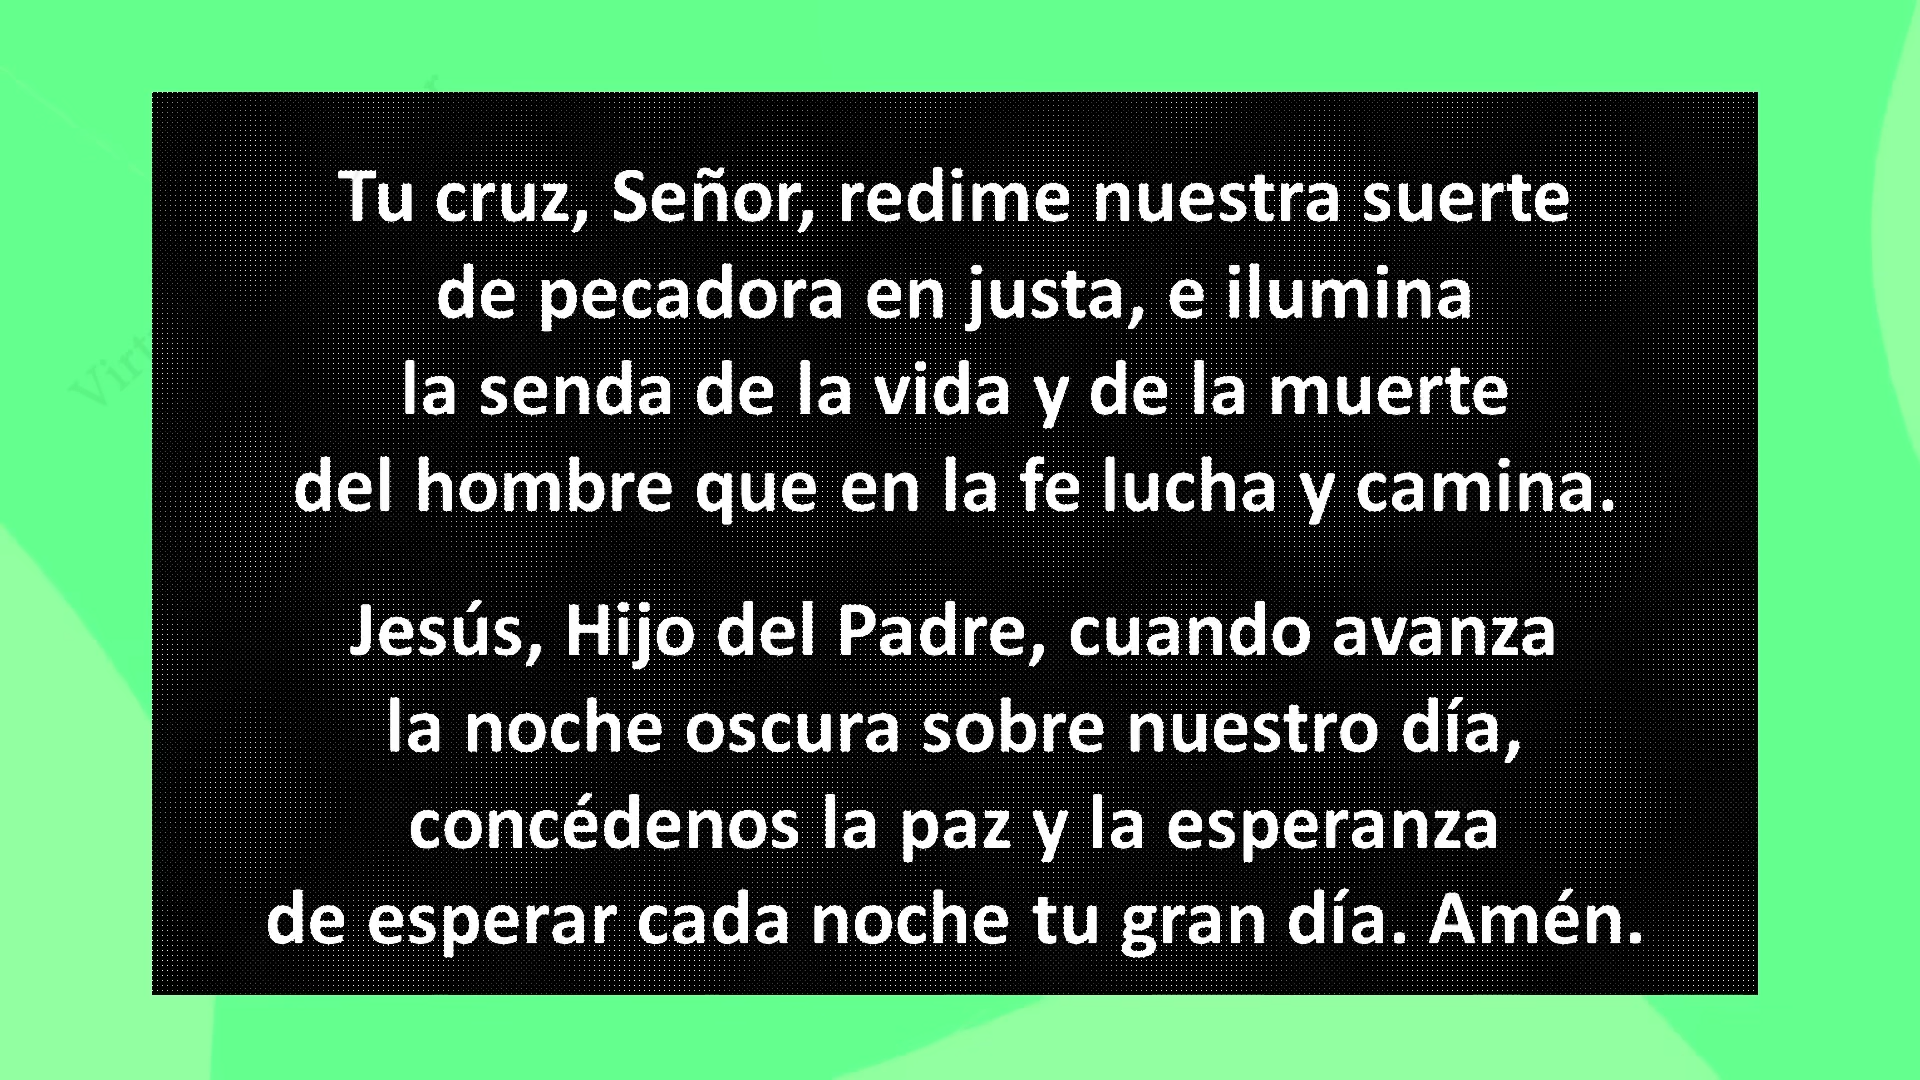 Tu cruz, Señor, redime nuestra suerte
de pecadora en justa, e ilumina
la senda de la vida y de la muerte
del hombre que en la fe lucha y camina.
Jesús, Hijo del Padre, cuando avanza
la noche oscura sobre nuestro día,
concédenos la paz y la esperanza
de esperar cada noche tu gran día. Amén.